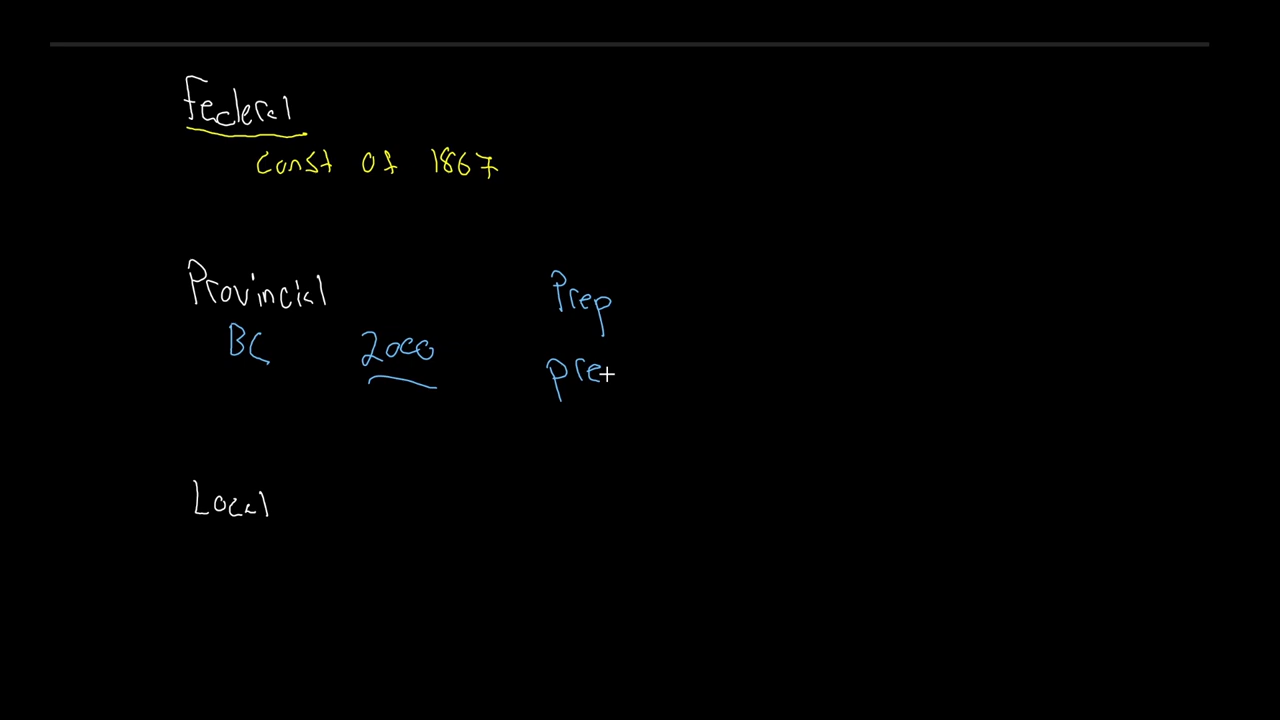 Federal
const of 1867
Provincial
Prep
BC 2000
pre
Local